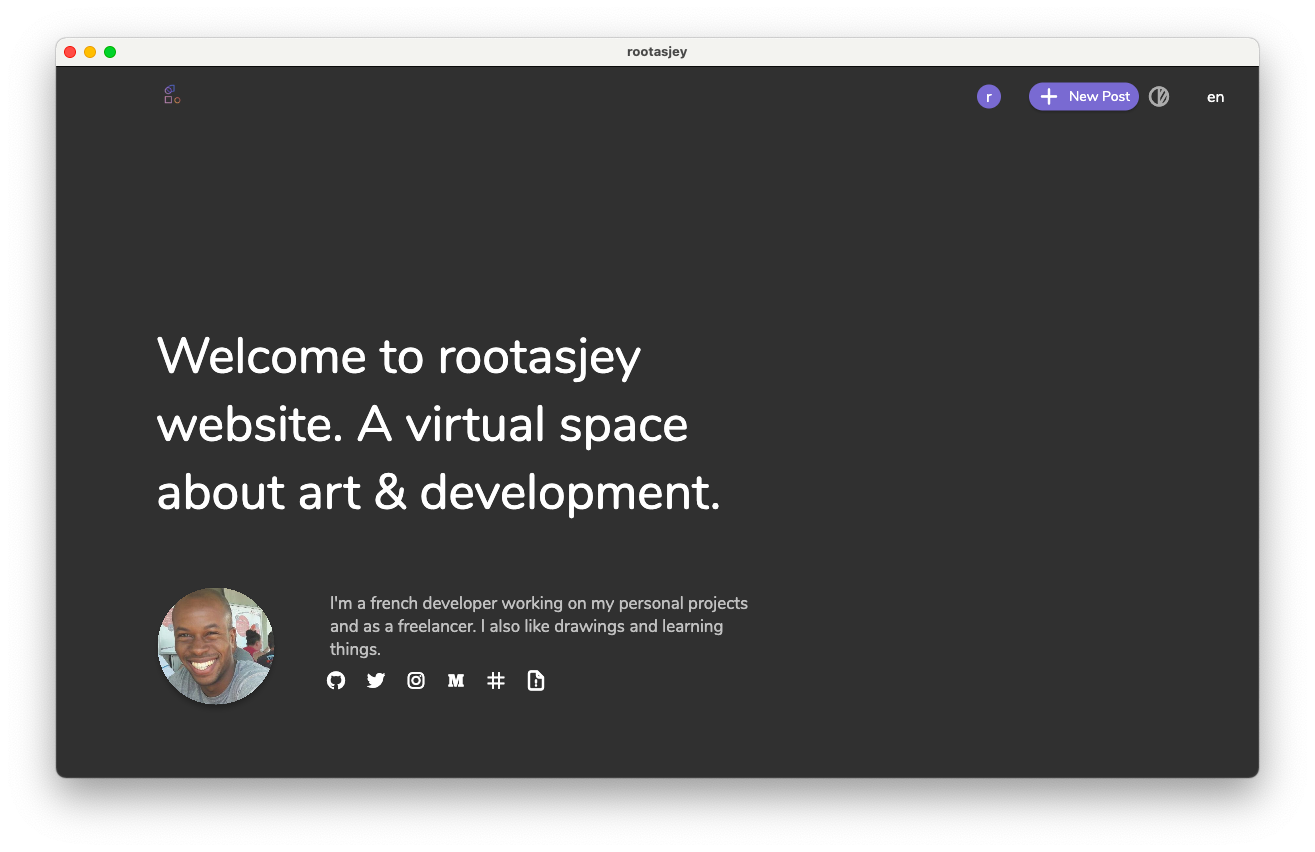 rootasjey
r
New Post
en
Welcome to rootasjey
website. A virtual space
about art & development.
I'm a french developer working on my personal projects
and as a freelancer. I also like drawings and learning
things.